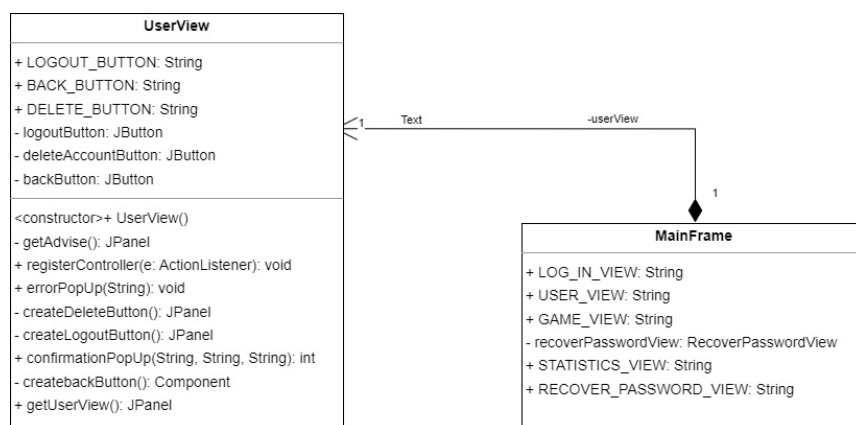 UserView
+ LOGOUT_BUTTON: String
+ BACK_BUTTON: String
+ DELETE_BUTTON: String
- logoutButton: JButton
- deleteAccountButton: JButton
- backButton: JButton
<constructor>+ UserView()
- getAdvise(): JPanel
+ registerController(e: ActionListener): void
+ errorPopUp(String): void
- createDeleteButton(): JPanel
- createLogoutButton(): JPanel
+ confirmationPopUp(String, String, String): int
- createbackButton(): Component
+ getUserView(): JPanel
1 Text -userView
1
MainFrame
+ LOG_IN_VIEW: String
+ USER_VIEW: String
+ GAME_VIEW: String
- recoverPasswordView: RecoverPasswordView
+ STATISTICS_VIEW: String
+ RECOVER_PASSWORD_VIEW: String